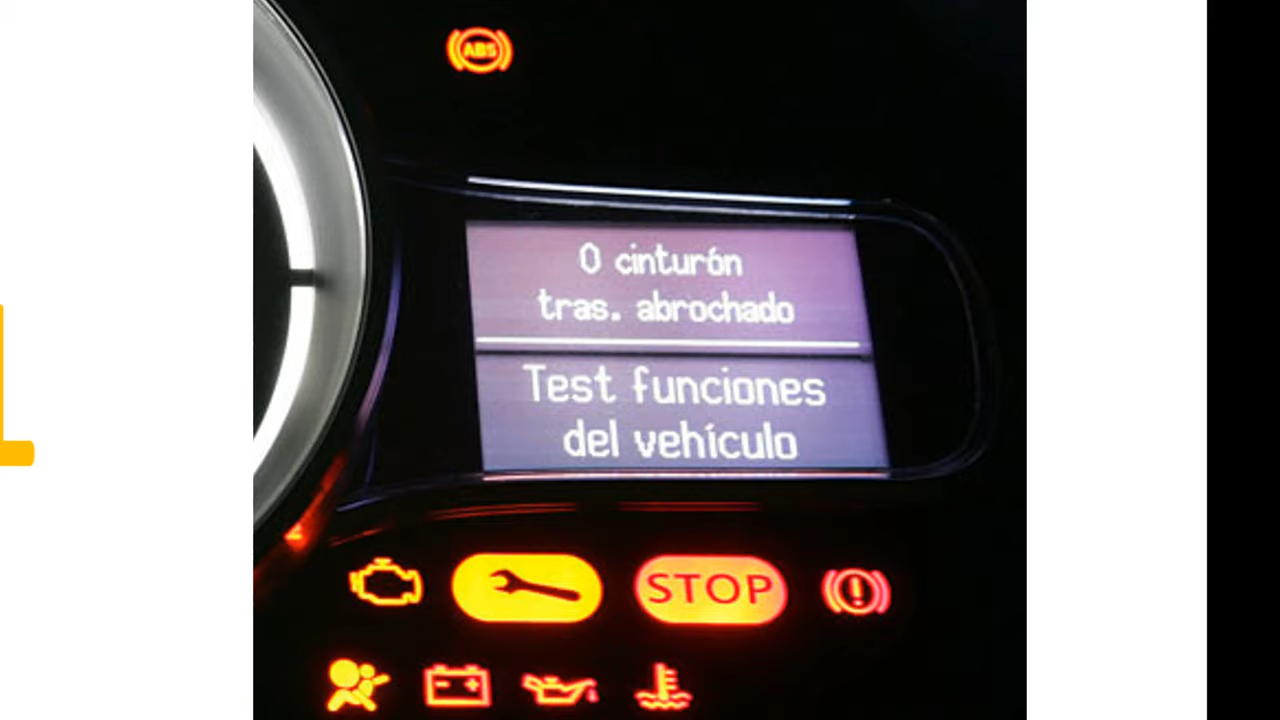 ABS
0 cinturón
tras. abrochado
Test funciones
del vehículo
STOP